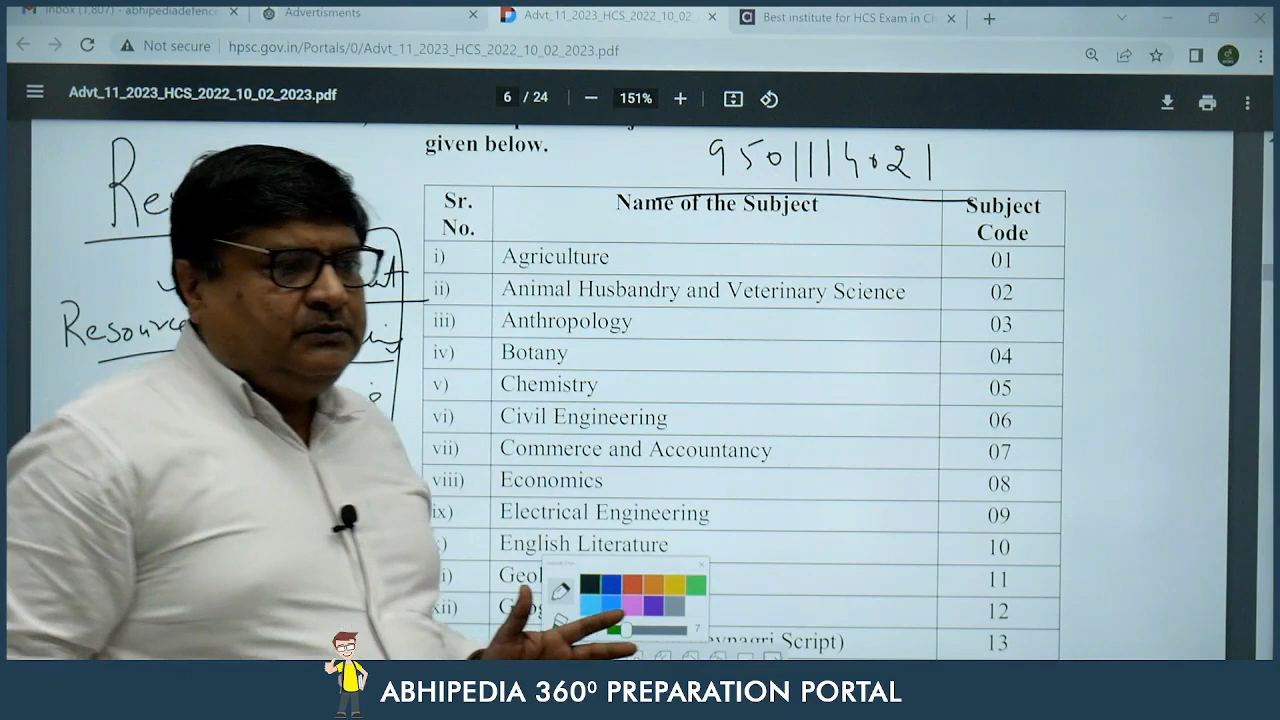 Inbox (1,807) - abhipediadefence
Advertisments
Advt_11_2023_HCS_2022_10_02
Best institute for HCS Exam in Ch
Not secure
hpsc.gov.in/Portals/0/Advt_11_2023_HCS_2022_10_02_2023.pdf
Advt_11_2023_HCS_2022_10_02_2023.pdf
6 / 24
151%
given below.
9501114021
Sr. No. Name of the Subject Subject Code
i) Agriculture 01
ii) Animal Husbandry and Veterinary Science 02
iii) Anthropology 03
iv) Botany 04
v) Chemistry 05
vi) Civil Engineering 06
vii) Commerce and Accountancy 07
viii) Economics 08
ix) Electrical Engineering 09
English Literature 10
11
xii) 12
Script) 13
7
Resource
ABHIPEDIA 360⁰ PREPARATION PORTAL